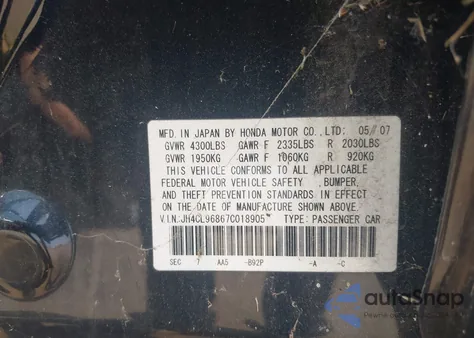 MFD. IN JAPAN BY HONDA MOTOR CO., LTD: 05/07
GVWR 4300LBS GAWR F 2335LBS R 2030LBS
GVWR 1950KG GAWR F 1060KG R 920KG
THIS VEHICLE CONFORMS TO ALL APPLICABLE
FEDERAL MOTOR VEHICLE SAFETY, BUMPER,
AND THEFT PREVENTION STANDARDS IN EFFECT
ON THE DATE OF MANUFACTURE SHOWN ABOVE.
V.I.N: JH4CL96867C018905* TYPE: PASSENGER CAR
SEC 7 AA5 -B92P -A -C
autoSnap